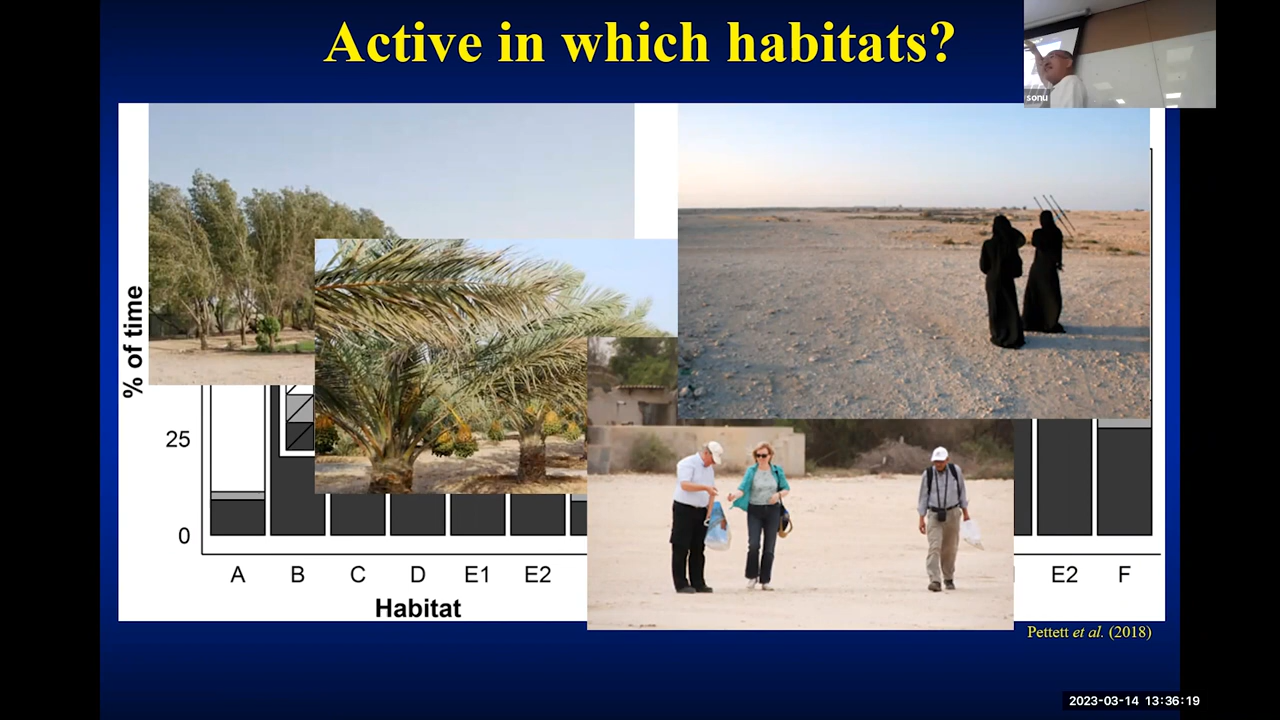 Active in which habitats?
sonu
% of time
25
0
A B C D E1 E2 E2 F
Habitat
Pettett et al. (2018)
2023-03-14 13:36:19